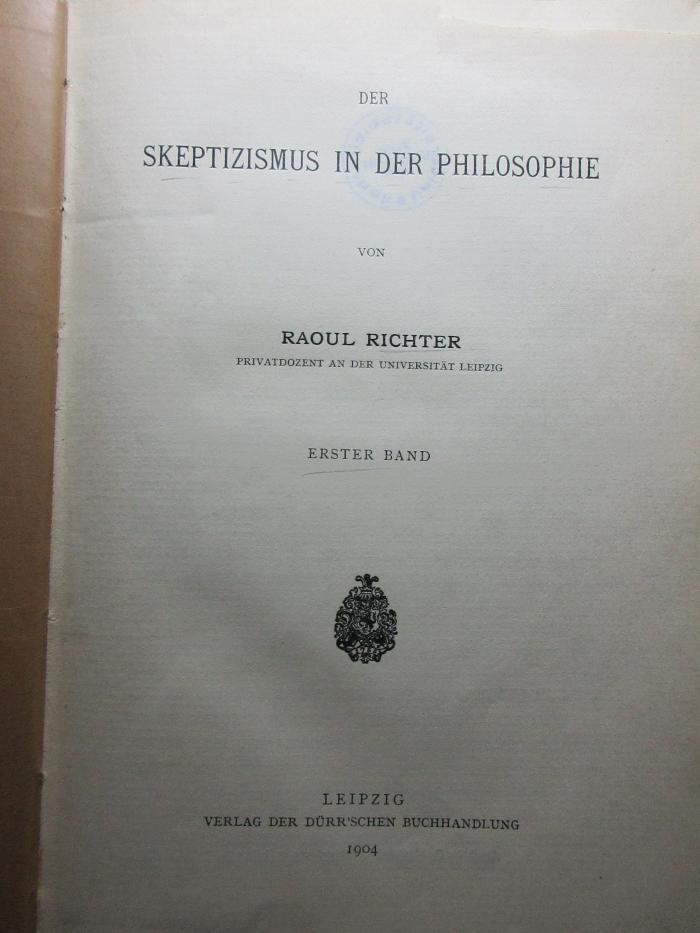 DER
SKEPTIZISMUS IN DER PHILOSOPHIE
VON
RAOUL RICHTER
PRIVATDOZENT AN DER UNIVERSITÄT LEIPZIG
ERSTER BAND
LEIPZIG
VERLAG DER DÜRR'SCHEN BUCHHANDLUNG
1904